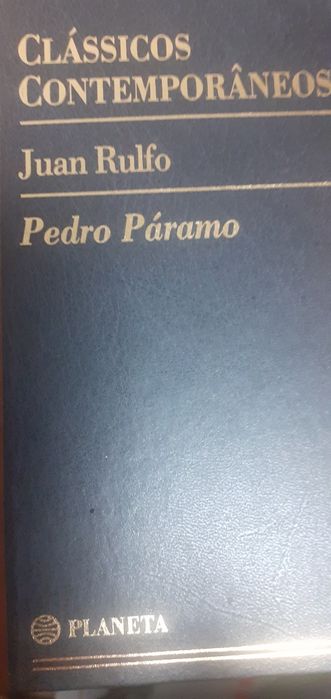 CLÁSSICOS
CONTEMPORÂNEOS
Juan Rulfo
Pedro Páramo
PLANETA